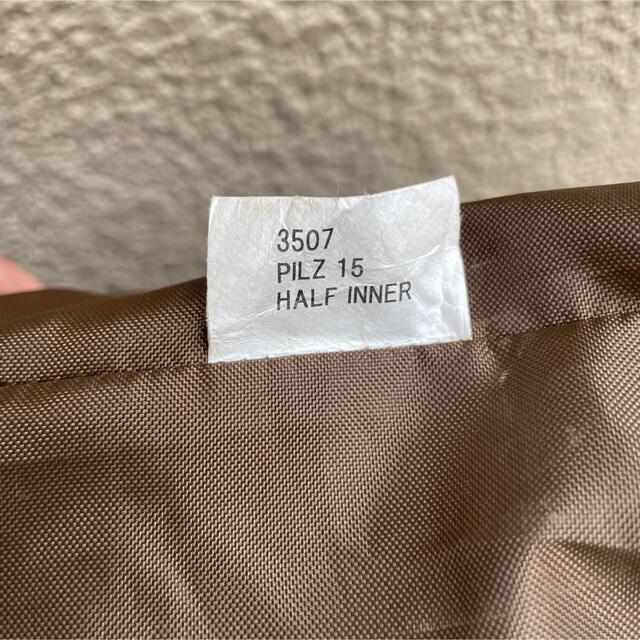 3507
PILZ 15
HALF INNER